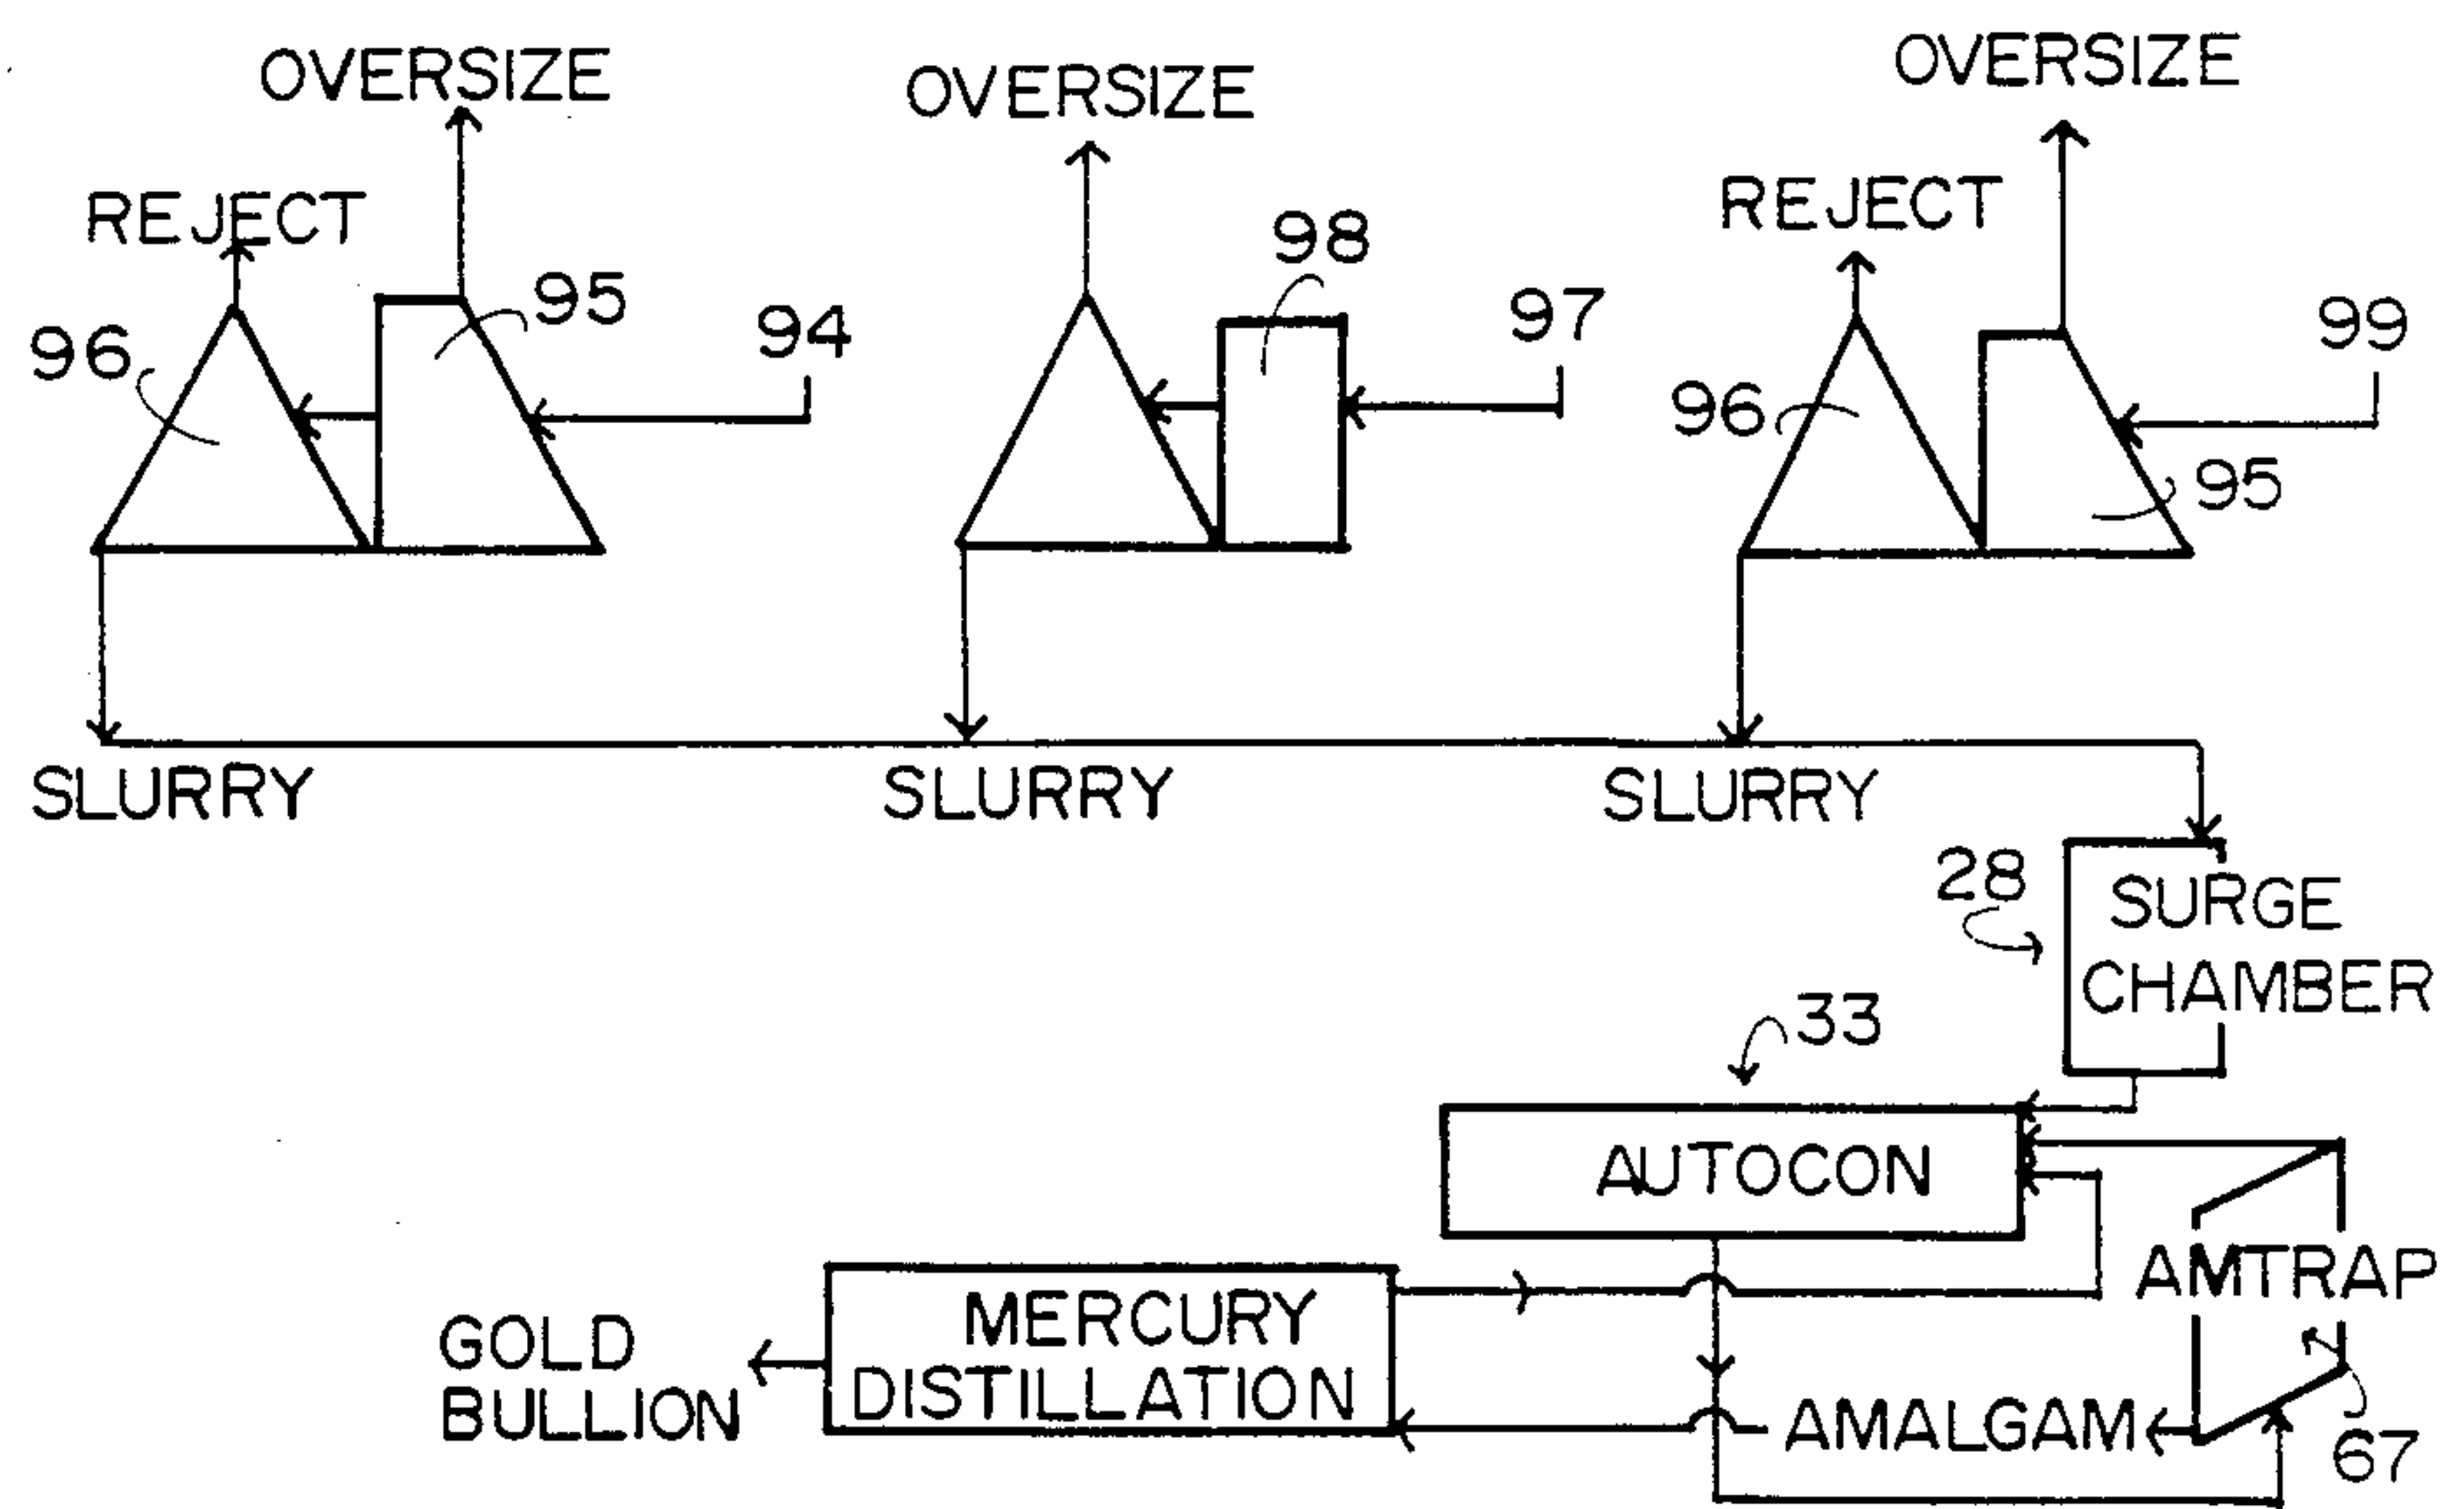 OVERSIZE
OVERSIZE
OVERSIZE
REJECT
REJECT
98
95
94
97
99
96
96
95
SLURRY
SLURRY
SLURRY
28
SURGE
CHAMBER
33
AUTOCON
AMTRAP
MERCURY
DISTILLATION
GOLD
BULLION
AMALGAM
67